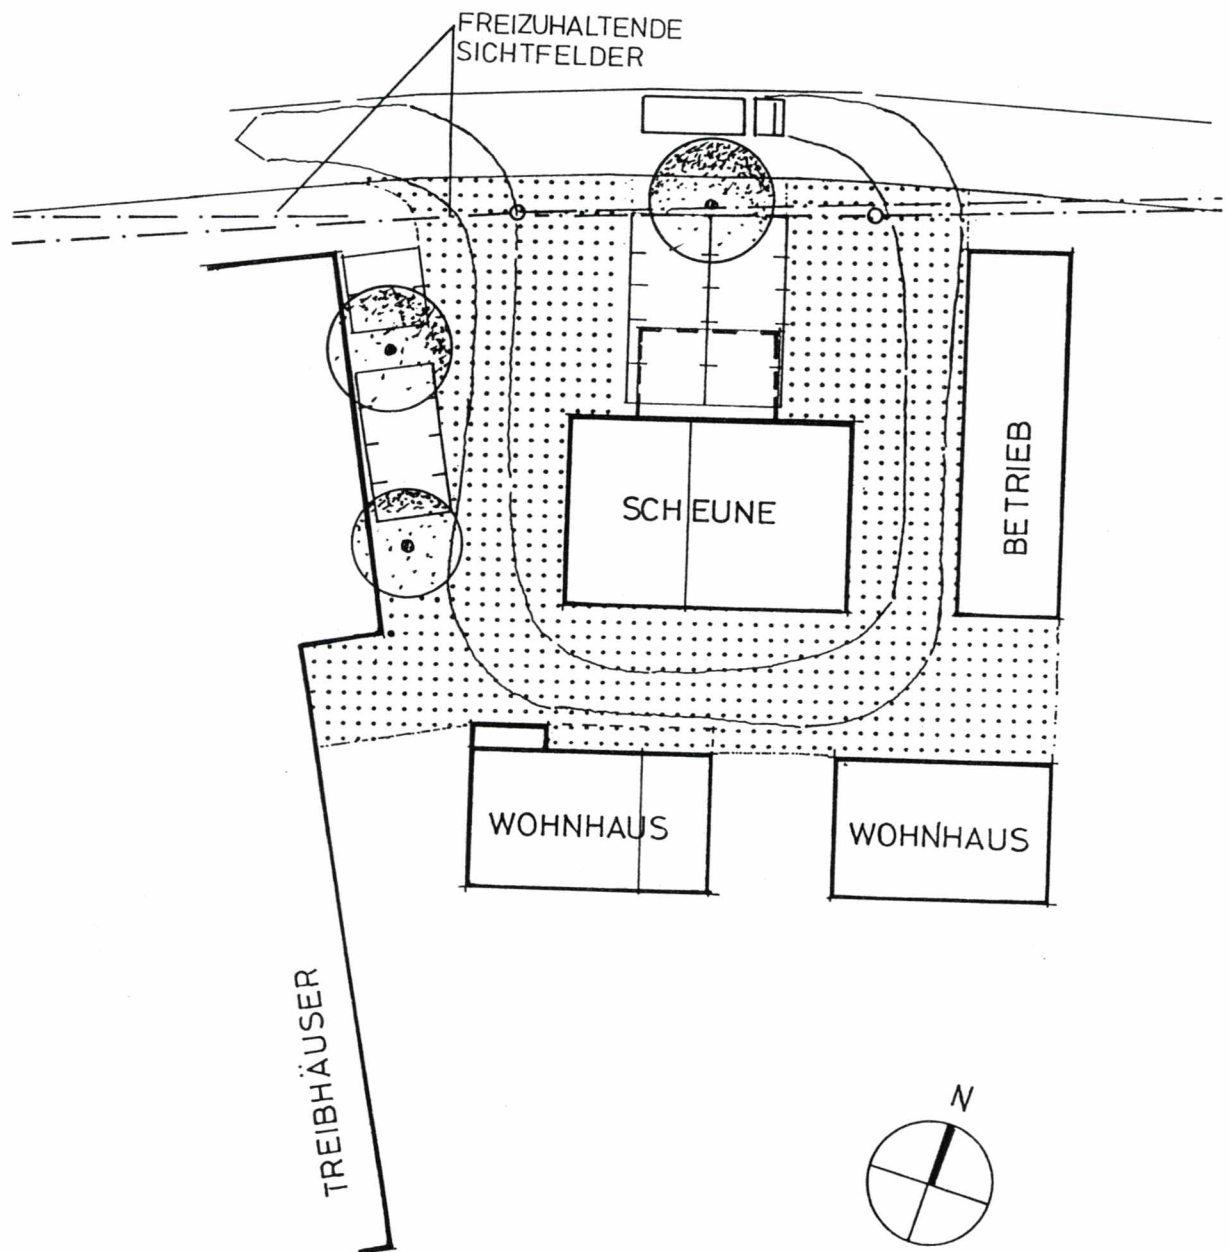 FREIZUHALTENDE
SICHTFELDER
SCHEUNE
BETRIEB
WOHNHAUS
WOHNHAUS
TREIBHÄUSER
N